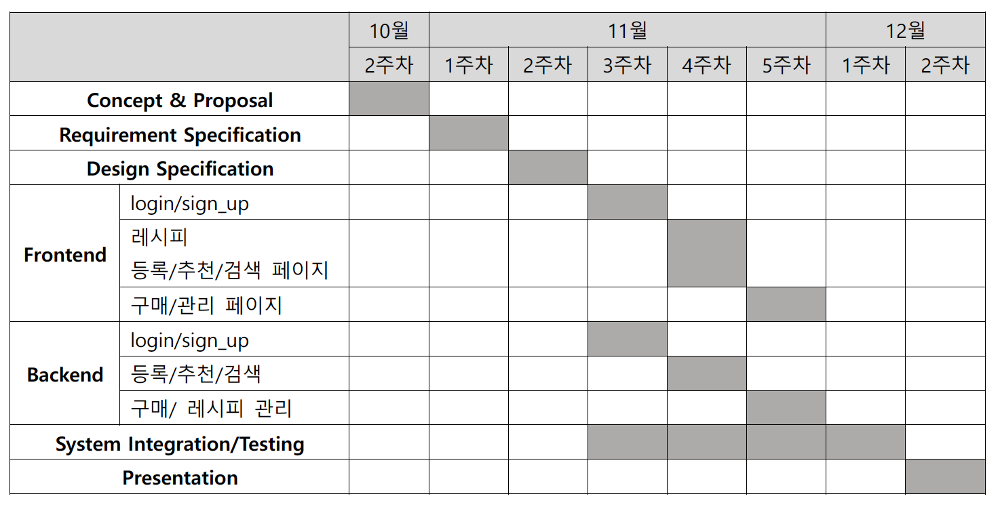 10월 11월 12월
2주차 1주차 2주차 3주차 4주차 5주차 1주차 2주차
Concept & Proposal
Requirement Specification
Design Specification
Frontend
login/sign_up
레시피
등록/추천/검색 페이지
구매/관리 페이지
Backend
login/sign_up
등록/추천/검색
구매/ 레시피 관리
System Integration/Testing
Presentation